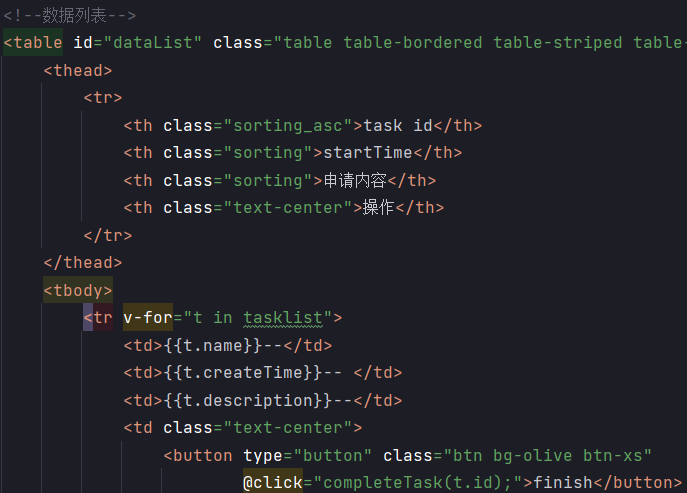 <!--数据列表-->
<table id="dataList" class="table table-bordered table-striped table-
<thead>
<tr>
<th class="sorting_asc">task id</th>
<th class="sorting">startTime</th>
<th class="sorting">申请内容</th>
<th class="text-center">操作</th>
</tr>
</thead>
<tbody>
<tr v-for="t in tasklist">
<td>{{t.name}}--</td>
<td>{{t.createTime}}-- </td>
<td>{{t.description}}--</td>
<td class="text-center">
<button type="button" class="btn bg-olive btn-xs"
@click="completeTask(t.id);">finish</button>